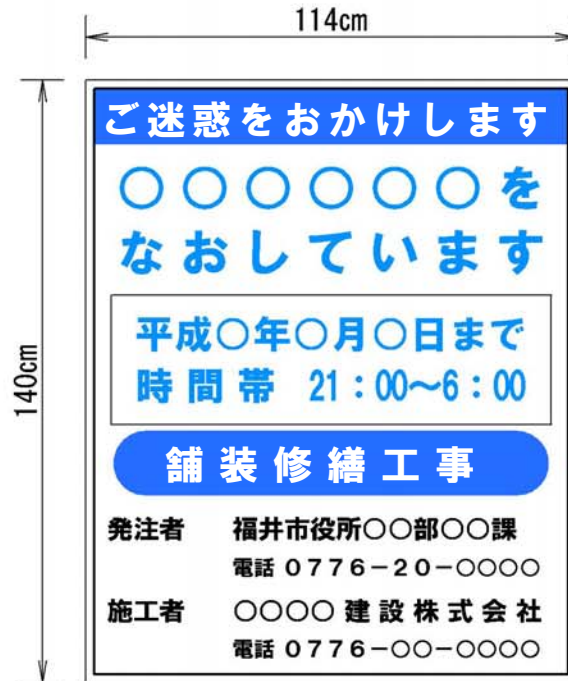 114cm
140cm
ご迷惑をおかけします
○○○○○○を
なおしています
平成○年○月○日まで
時間帯 21：00～6：00
舗装修繕工事
発注者 福井市役所○○部○○課
電話 0776－20－○○○○
施工者 ○○○○建設株式会社
電話 0776－○○－○○○○